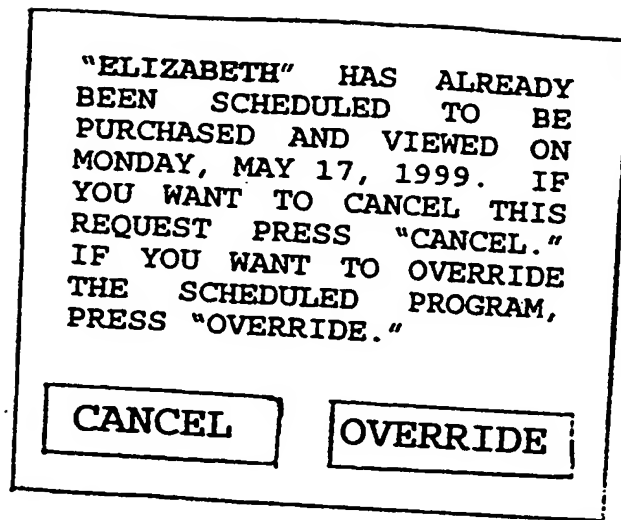 "ELIZABETH" HAS ALREADY
BEEN SCHEDULED TO BE
PURCHASED AND VIEWED ON
MONDAY, MAY 17, 1999. IF
YOU WANT TO CANCEL THIS
REQUEST PRESS "CANCEL."
IF YOU WANT TO OVERRIDE
THE SCHEDULED PROGRAM,
PRESS "OVERRIDE."
CANCEL OVERRIDE